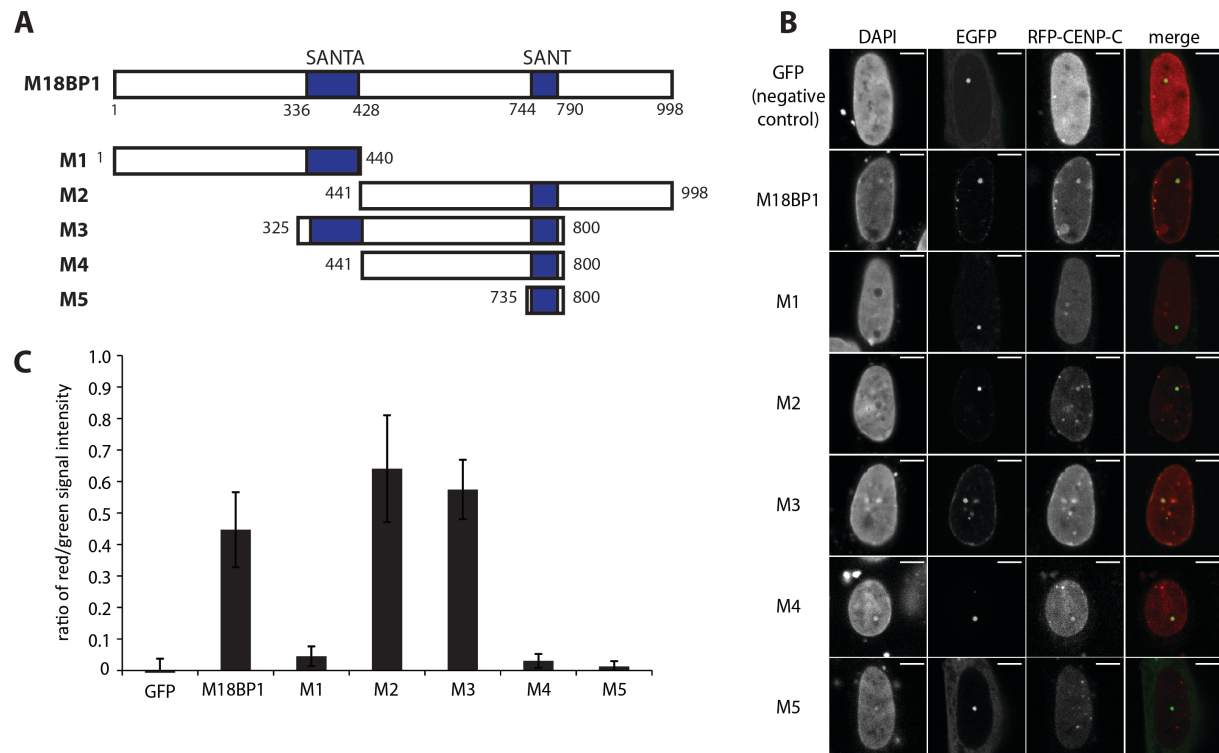 A
SANTA SANT
M18BP1
1 336 428 744 790 998
M1 1 440
M2 441 998
M3 325 800
M4 441 800
M5 735 800
B
DAPI EGFP RFP-CENP-C merge
GFP
(negative
control)
M18BP1
M1
M2
M3
M4
M5
C
ratio of red/green signal intensity
1.0
0.9
0.8
0.7
0.6
0.5
0.4
0.3
0.2
0.1
0
GFP M18BP1 M1 M2 M3 M4 M5